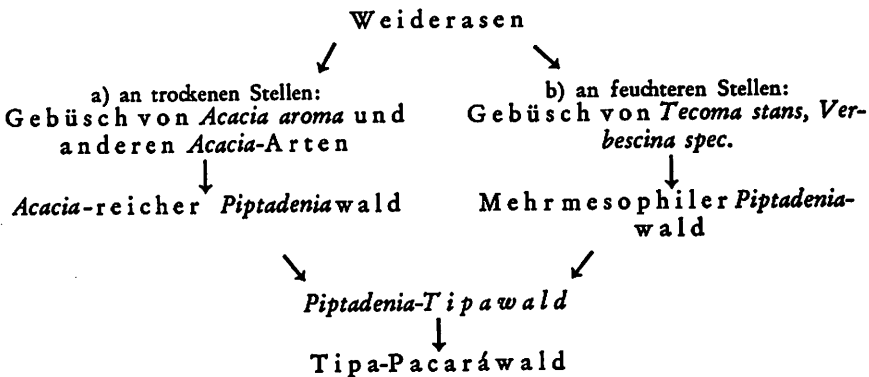 Weiderasen
a) an trockenen Stellen:
Gebüsch von Acacia aroma und
anderen Acacia-Arten
b) an feuchteren Stellen:
Gebüsch von Tecoma stans, Ver-
bescina spec.
Acacia-reicher Piptadeniawald
Mehr mesophiler Piptadenia-
wald
Piptadenia-Tipawald
Tipa-Pacaráwald